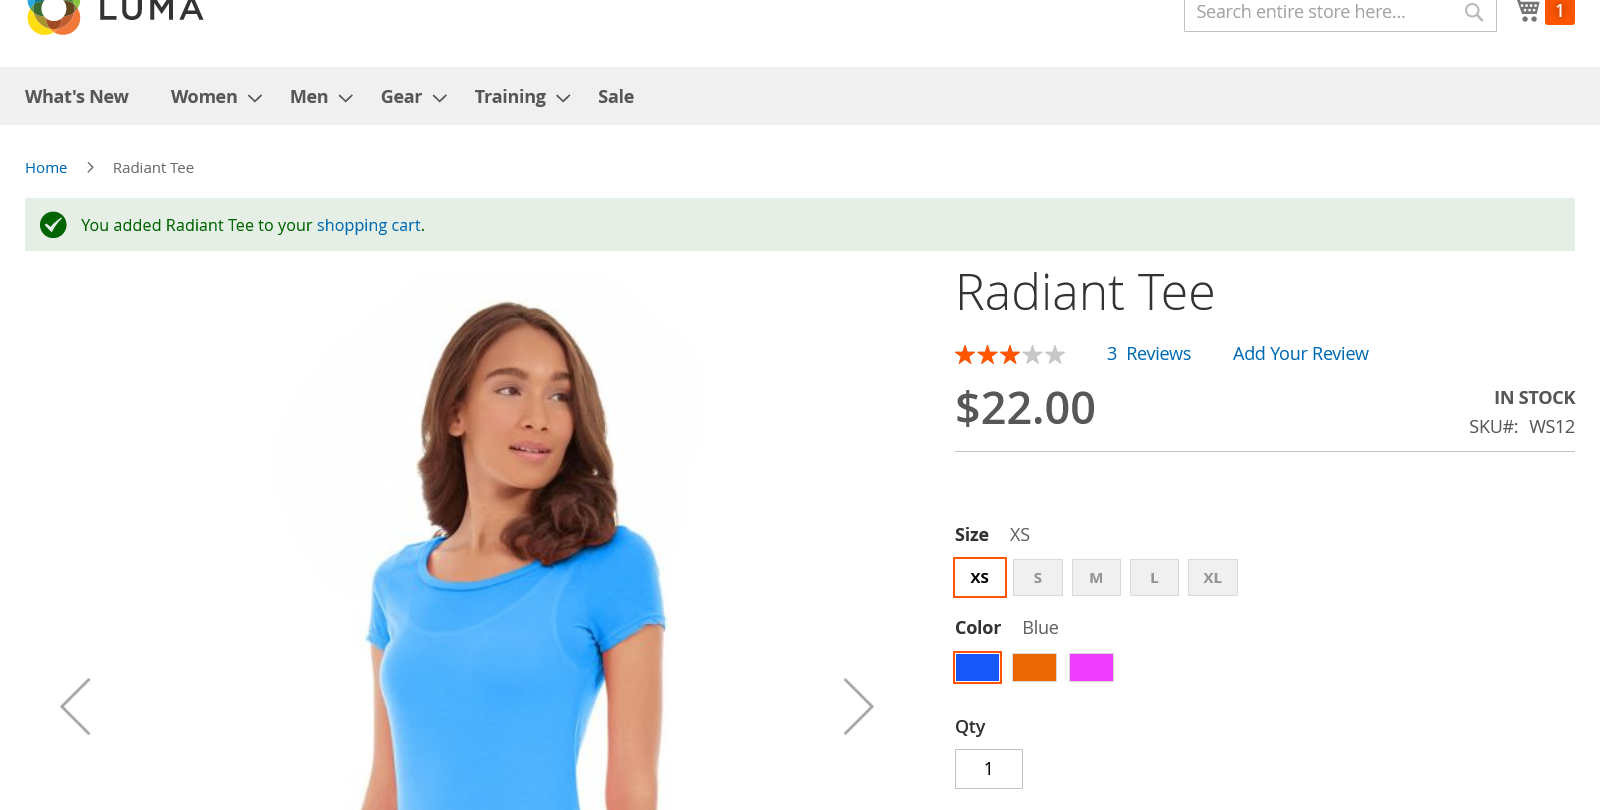 LUMA
Search entire store here...
1
What's New Women Men Gear Training Sale
Home Radiant Tee
You added Radiant Tee to your shopping cart.
Radiant Tee
3 Reviews Add Your Review
$22.00
IN STOCK
SKU#: WS12
Size XS
XS S M L XL
Color Blue
Qty
1